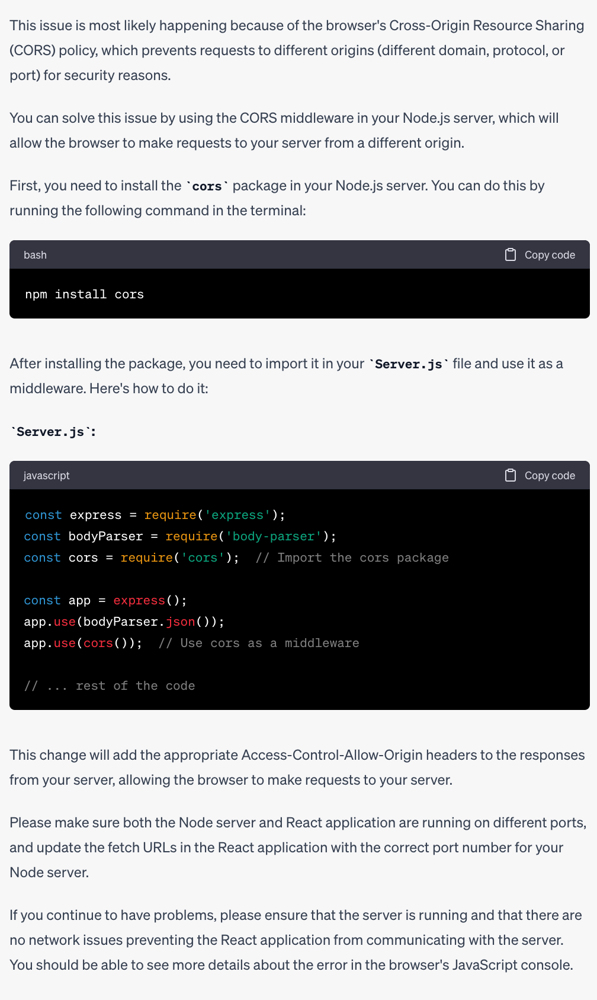 This issue is most likely happening because of the browser's Cross-Origin Resource Sharing
(CORS) policy, which prevents requests to different origins (different domain, protocol, or
port) for security reasons.
You can solve this issue by using the CORS middleware in your Node.js server, which will
allow the browser to make requests to your server from a different origin.
First, you need to install the `cors` package in your Node.js server. You can do this by
running the following command in the terminal:
bash Copy code
npm install cors
After installing the package, you need to import it in your `Server.js` file and use it as a
middleware. Here's how to do it:
`Server.js`:
javascript Copy code
const express = require('express');
const bodyParser = require('body-parser');
const cors = require('cors');  // Import the cors package
const app = express();
app.use(bodyParser.json());
app.use(cors());  // Use cors as a middleware
// ... rest of the code
This change will add the appropriate Access-Control-Allow-Origin headers to the responses
from your server, allowing the browser to make requests to your server.
Please make sure both the Node server and React application are running on different ports,
and update the fetch URLs in the React application with the correct port number for your
Node server.
If you continue to have problems, please ensure that the server is running and that there are
no network issues preventing the React application from communicating with the server.
You should be able to see more details about the error in the browser's JavaScript console.